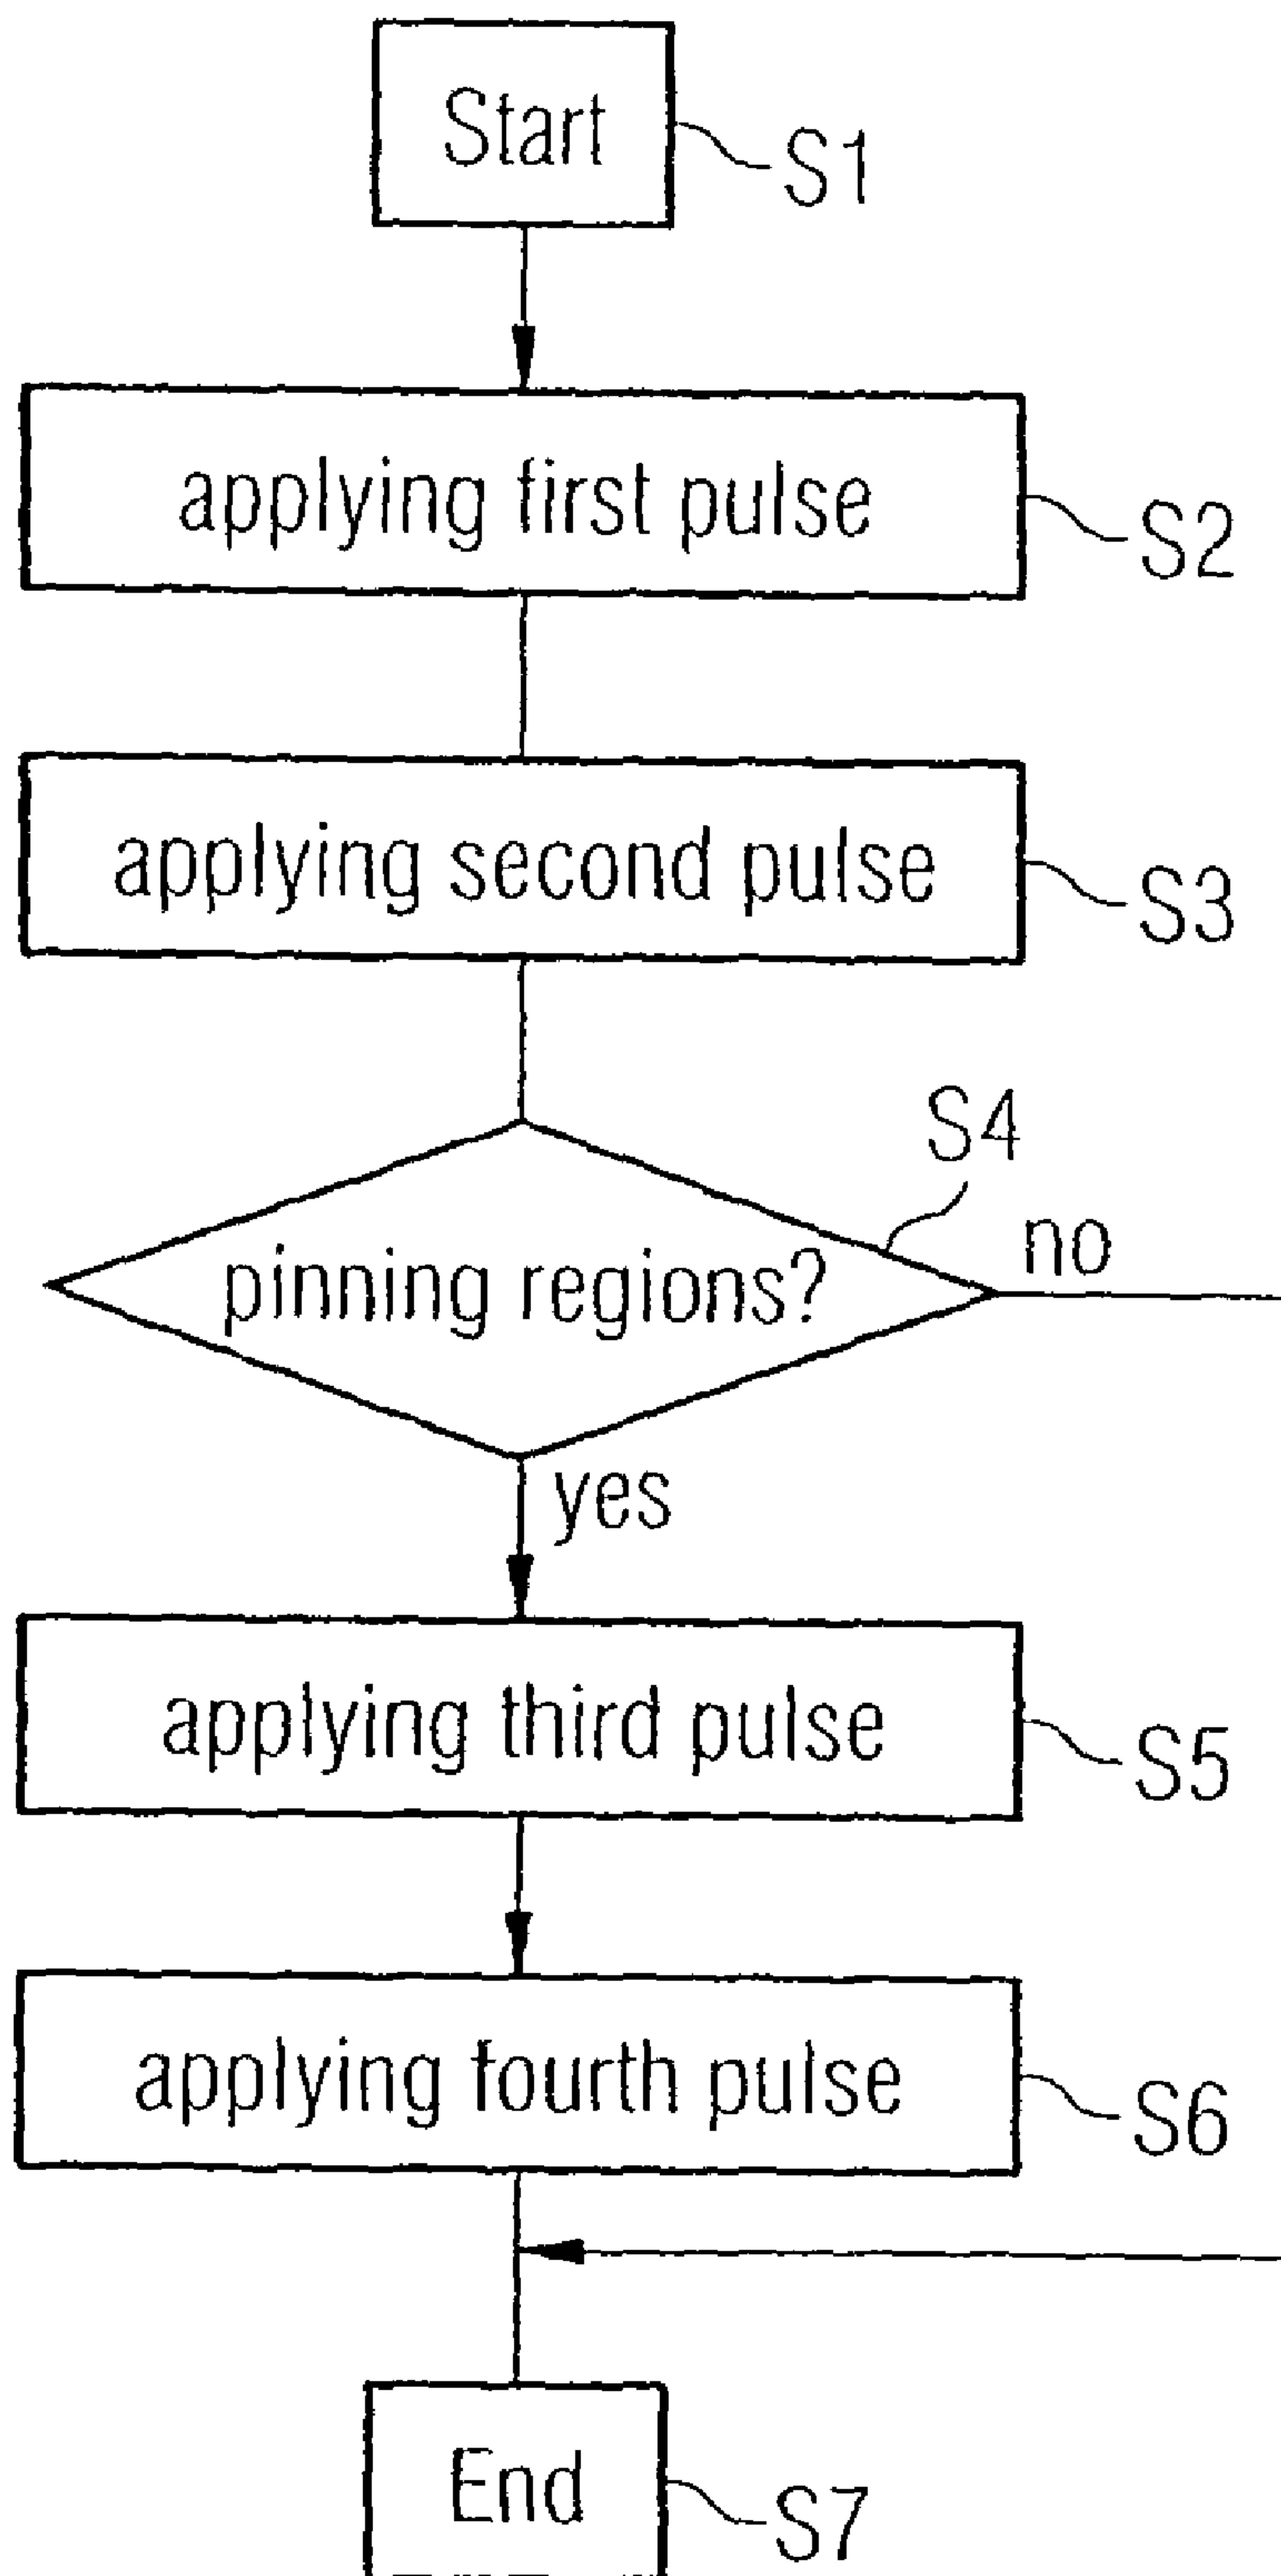 Start
S1
applying first pulse
S2
applying second pulse
S3
S4
pinning regions?
no
yes
applying third pulse
S5
applying fourth pulse
S6
End
S7